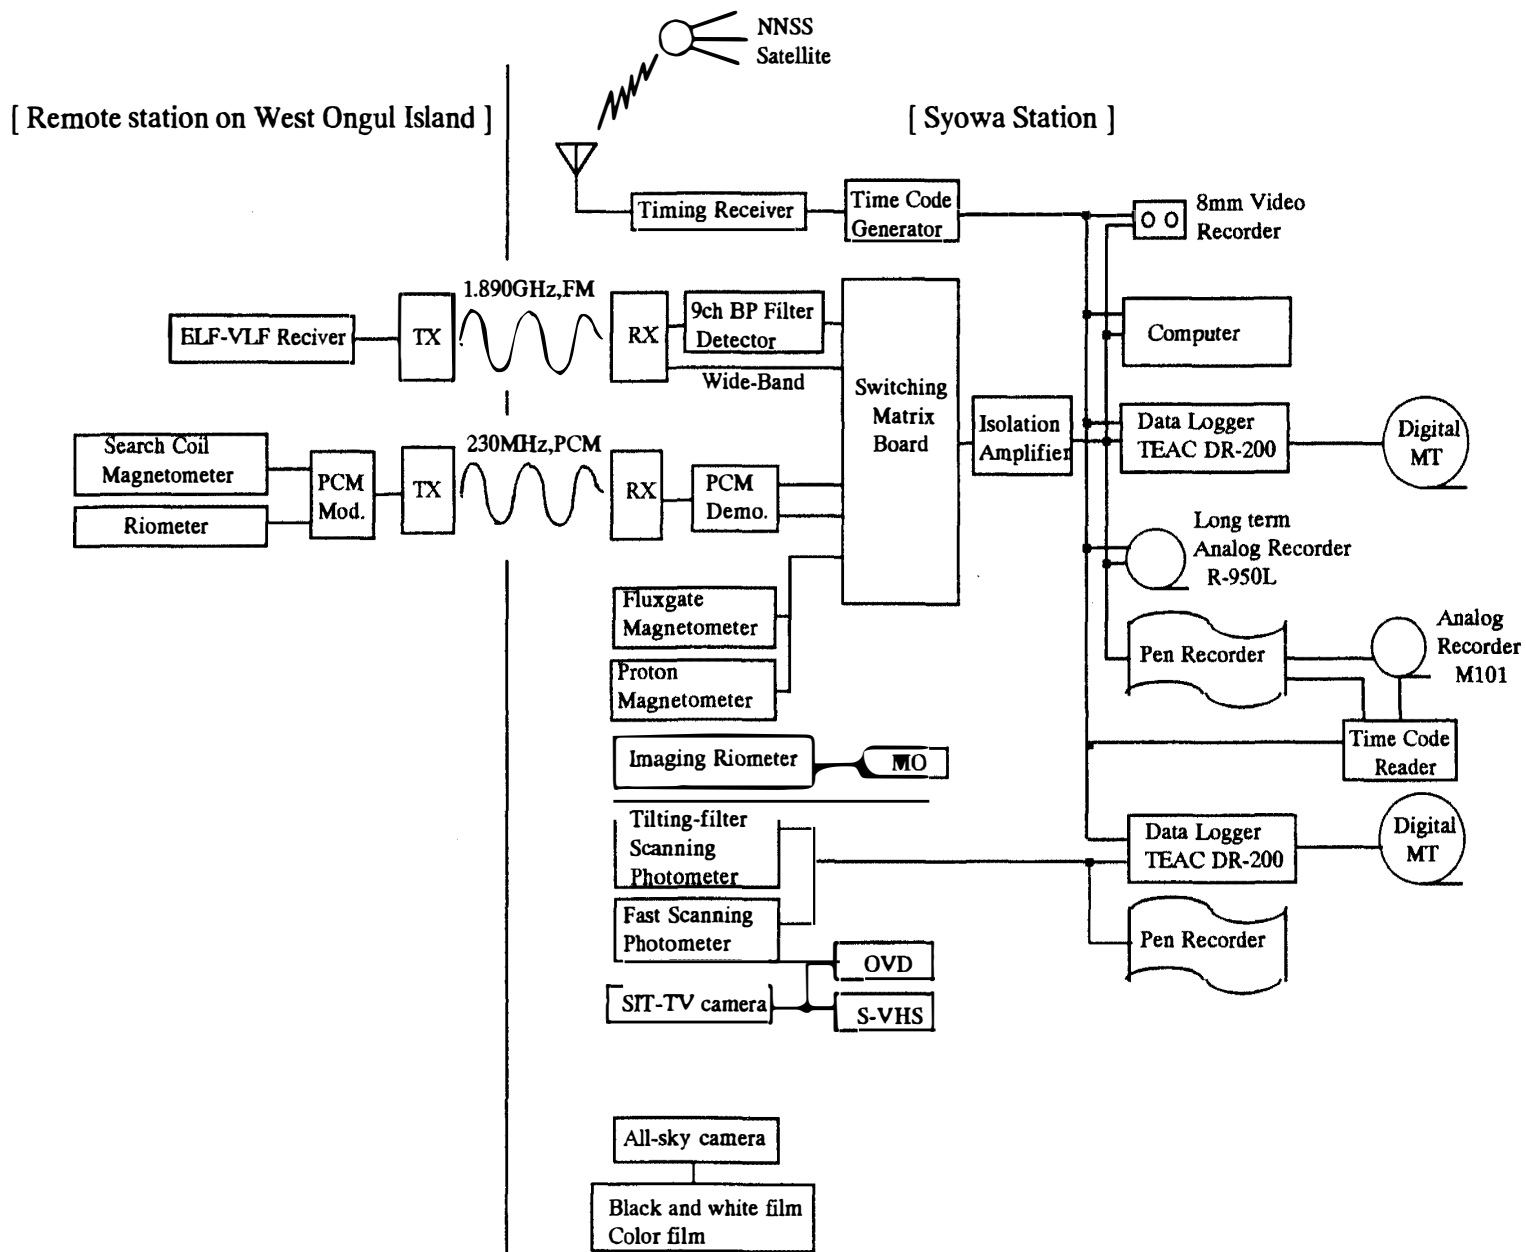 NNSS
Satellite
[ Remote station on West Ongul Island ]
[ Syowa Station ]
Timing Receiver
Time Code
Generator
8mm Video
Recorder
1.890GHz,FM
ELF-VLF Reciver
TX
RX
9ch BP Filter
Detector
Wide-Band
Switching
Matrix
Board
Isolation
Amplifier
Computer
Data Logger
TEAC DR-200
Digital
MT
Search Coil
Magnetometer
Riometer
PCM
Mod.
TX
230MHz,PCM
RX
PCM
Demo.
Long term
Analog Recorder
R-950L
Fluxgate
Magnetometer
Proton
Magnetometer
Pen Recorder
Analog
Recorder
M101
Time Code
Reader
Imaging Riometer
MO
Tilting-filter
Scanning
Photometer
Data Logger
TEAC DR-200
Digital
MT
Fast Scanning
Photometer
Pen Recorder
OVD
SIT-TV camera
S-VHS
All-sky camera
Black and white film
Color film